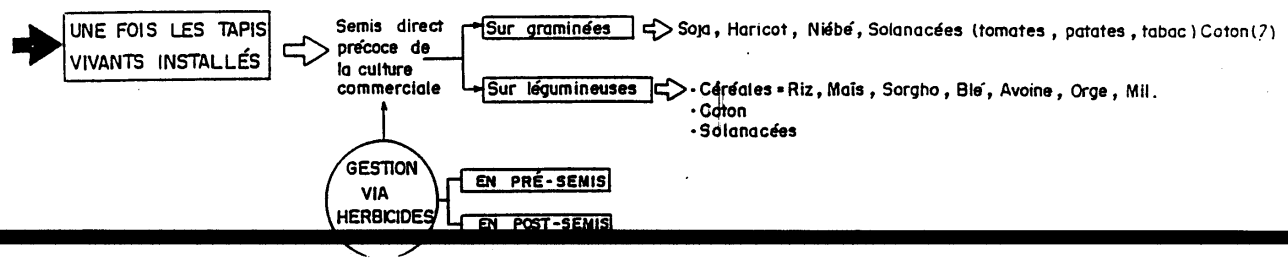 UNE FOIS LES TAPIS
VIVANTS INSTALLÉS
Semis direct
précoce de
la culture
commerciale
Sur graminées
Soja, Haricot, Niébé, Solanacées (tomates, patates, tabac) Coton(?)
Sur légumineuses
• Céréales = Riz, Maïs, Sorgho, Blé, Avoine, Orge, Mil.
• Coton
• Solanacées
GESTION
VIA
HERBICIDES
EN PRÉ-SEMIS
EN POST-SEMIS